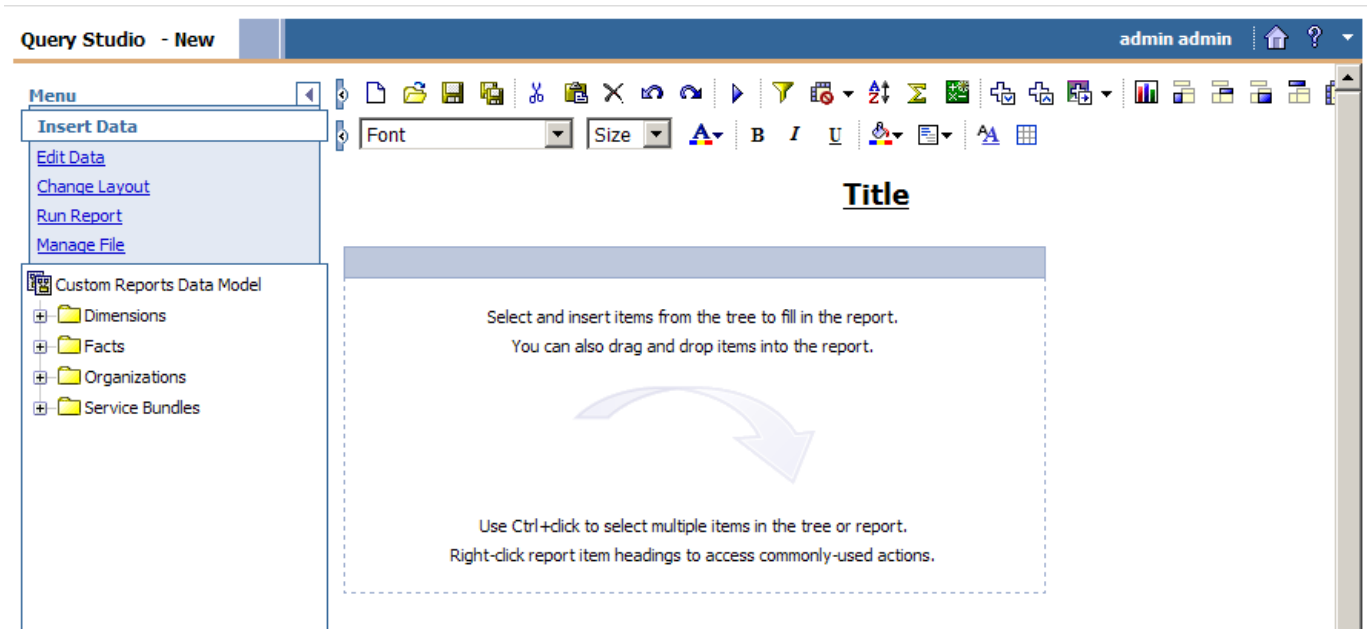 Query Studio - New
admin admin
Menu
Insert Data
Edit Data
Change Layout
Run Report
Manage File
Custom Reports Data Model
Dimensions
Facts
Organizations
Service Bundles
Font
Size
A
B I U
AA
Title
Select and insert items from the tree to fill in the report.
You can also drag and drop items into the report.
Use Ctrl+click to select multiple items in the tree or report.
Right-click report item headings to access commonly-used actions.